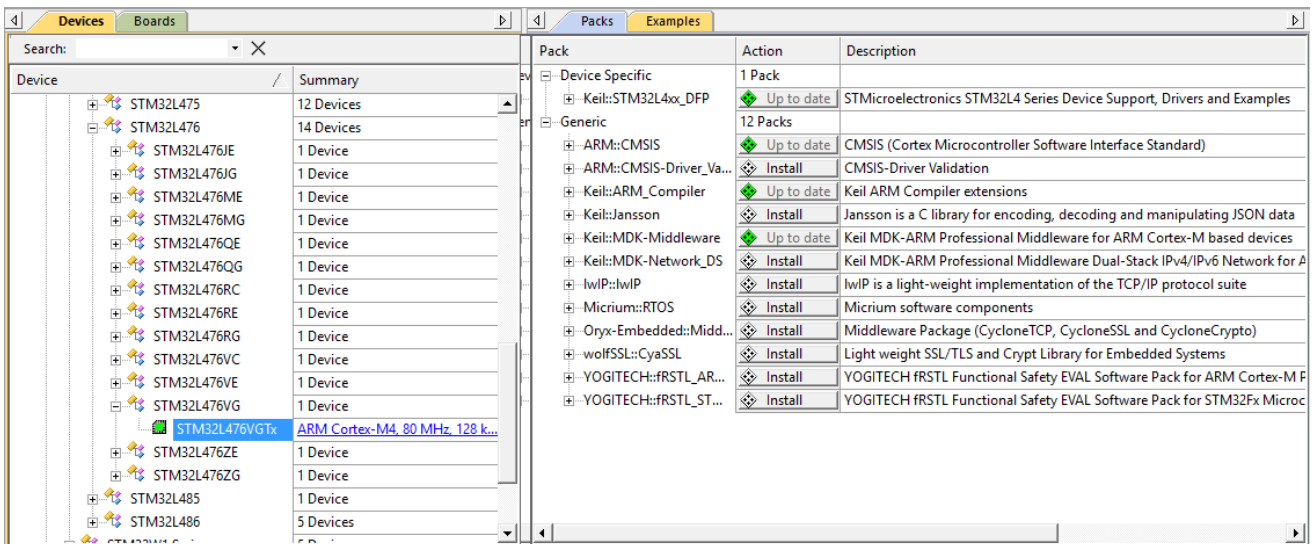 Devices Boards
Search:
Device Summary
STM32L475 12 Devices
STM32L476 14 Devices
STM32L476JE 1 Device
STM32L476JG 1 Device
STM32L476ME 1 Device
STM32L476MG 1 Device
STM32L476QE 1 Device
STM32L476QG 1 Device
STM32L476RC 1 Device
STM32L476RE 1 Device
STM32L476RG 1 Device
STM32L476VC 1 Device
STM32L476VE 1 Device
STM32L476VG 1 Device
STM32L476VGTx ARM Cortex-M4, 80 MHz, 128 k...
STM32L476ZE 1 Device
STM32L476ZG 1 Device
STM32L485 1 Device
STM32L486 5 Devices
Packs Examples
Pack Action Description
Device Specific 1 Pack
Keil::STM32L4xx_DFP Up to date STMicroelectronics STM32L4 Series Device Support, Drivers and Examples
Generic 12 Packs
ARM::CMSIS Up to date CMSIS (Cortex Microcontroller Software Interface Standard)
ARM::CMSIS-Driver_Va... Install CMSIS-Driver Validation
Keil::ARM_Compiler Up to date Keil ARM Compiler extensions
Keil::Jansson Install Jansson is a C library for encoding, decoding and manipulating JSON data
Keil::MDK-Middleware Up to date Keil MDK-ARM Professional Middleware for ARM Cortex-M based devices
Keil::MDK-Network_DS Install Keil MDK-ARM Professional Middleware Dual-Stack IPv4/IPv6 Network for A
lwIP::lwIP Install lwIP is a light-weight implementation of the TCP/IP protocol suite
Micrium::RTOS Install Micrium software components
Oryx-Embedded::Midd... Install Middleware Package (CycloneTCP, CycloneSSL and CycloneCrypto)
wolfSSL::CyaSSL Install Light weight SSL/TLS and Crypt Library for Embedded Systems
YOGITECH::fRSTL_AR... Install YOGITECH fRSTL Functional Safety EVAL Software Pack for ARM Cortex-M P
YOGITECH::fRSTL_ST... Install YOGITECH fRSTL Functional Safety EVAL Software Pack for STM32Fx Microc